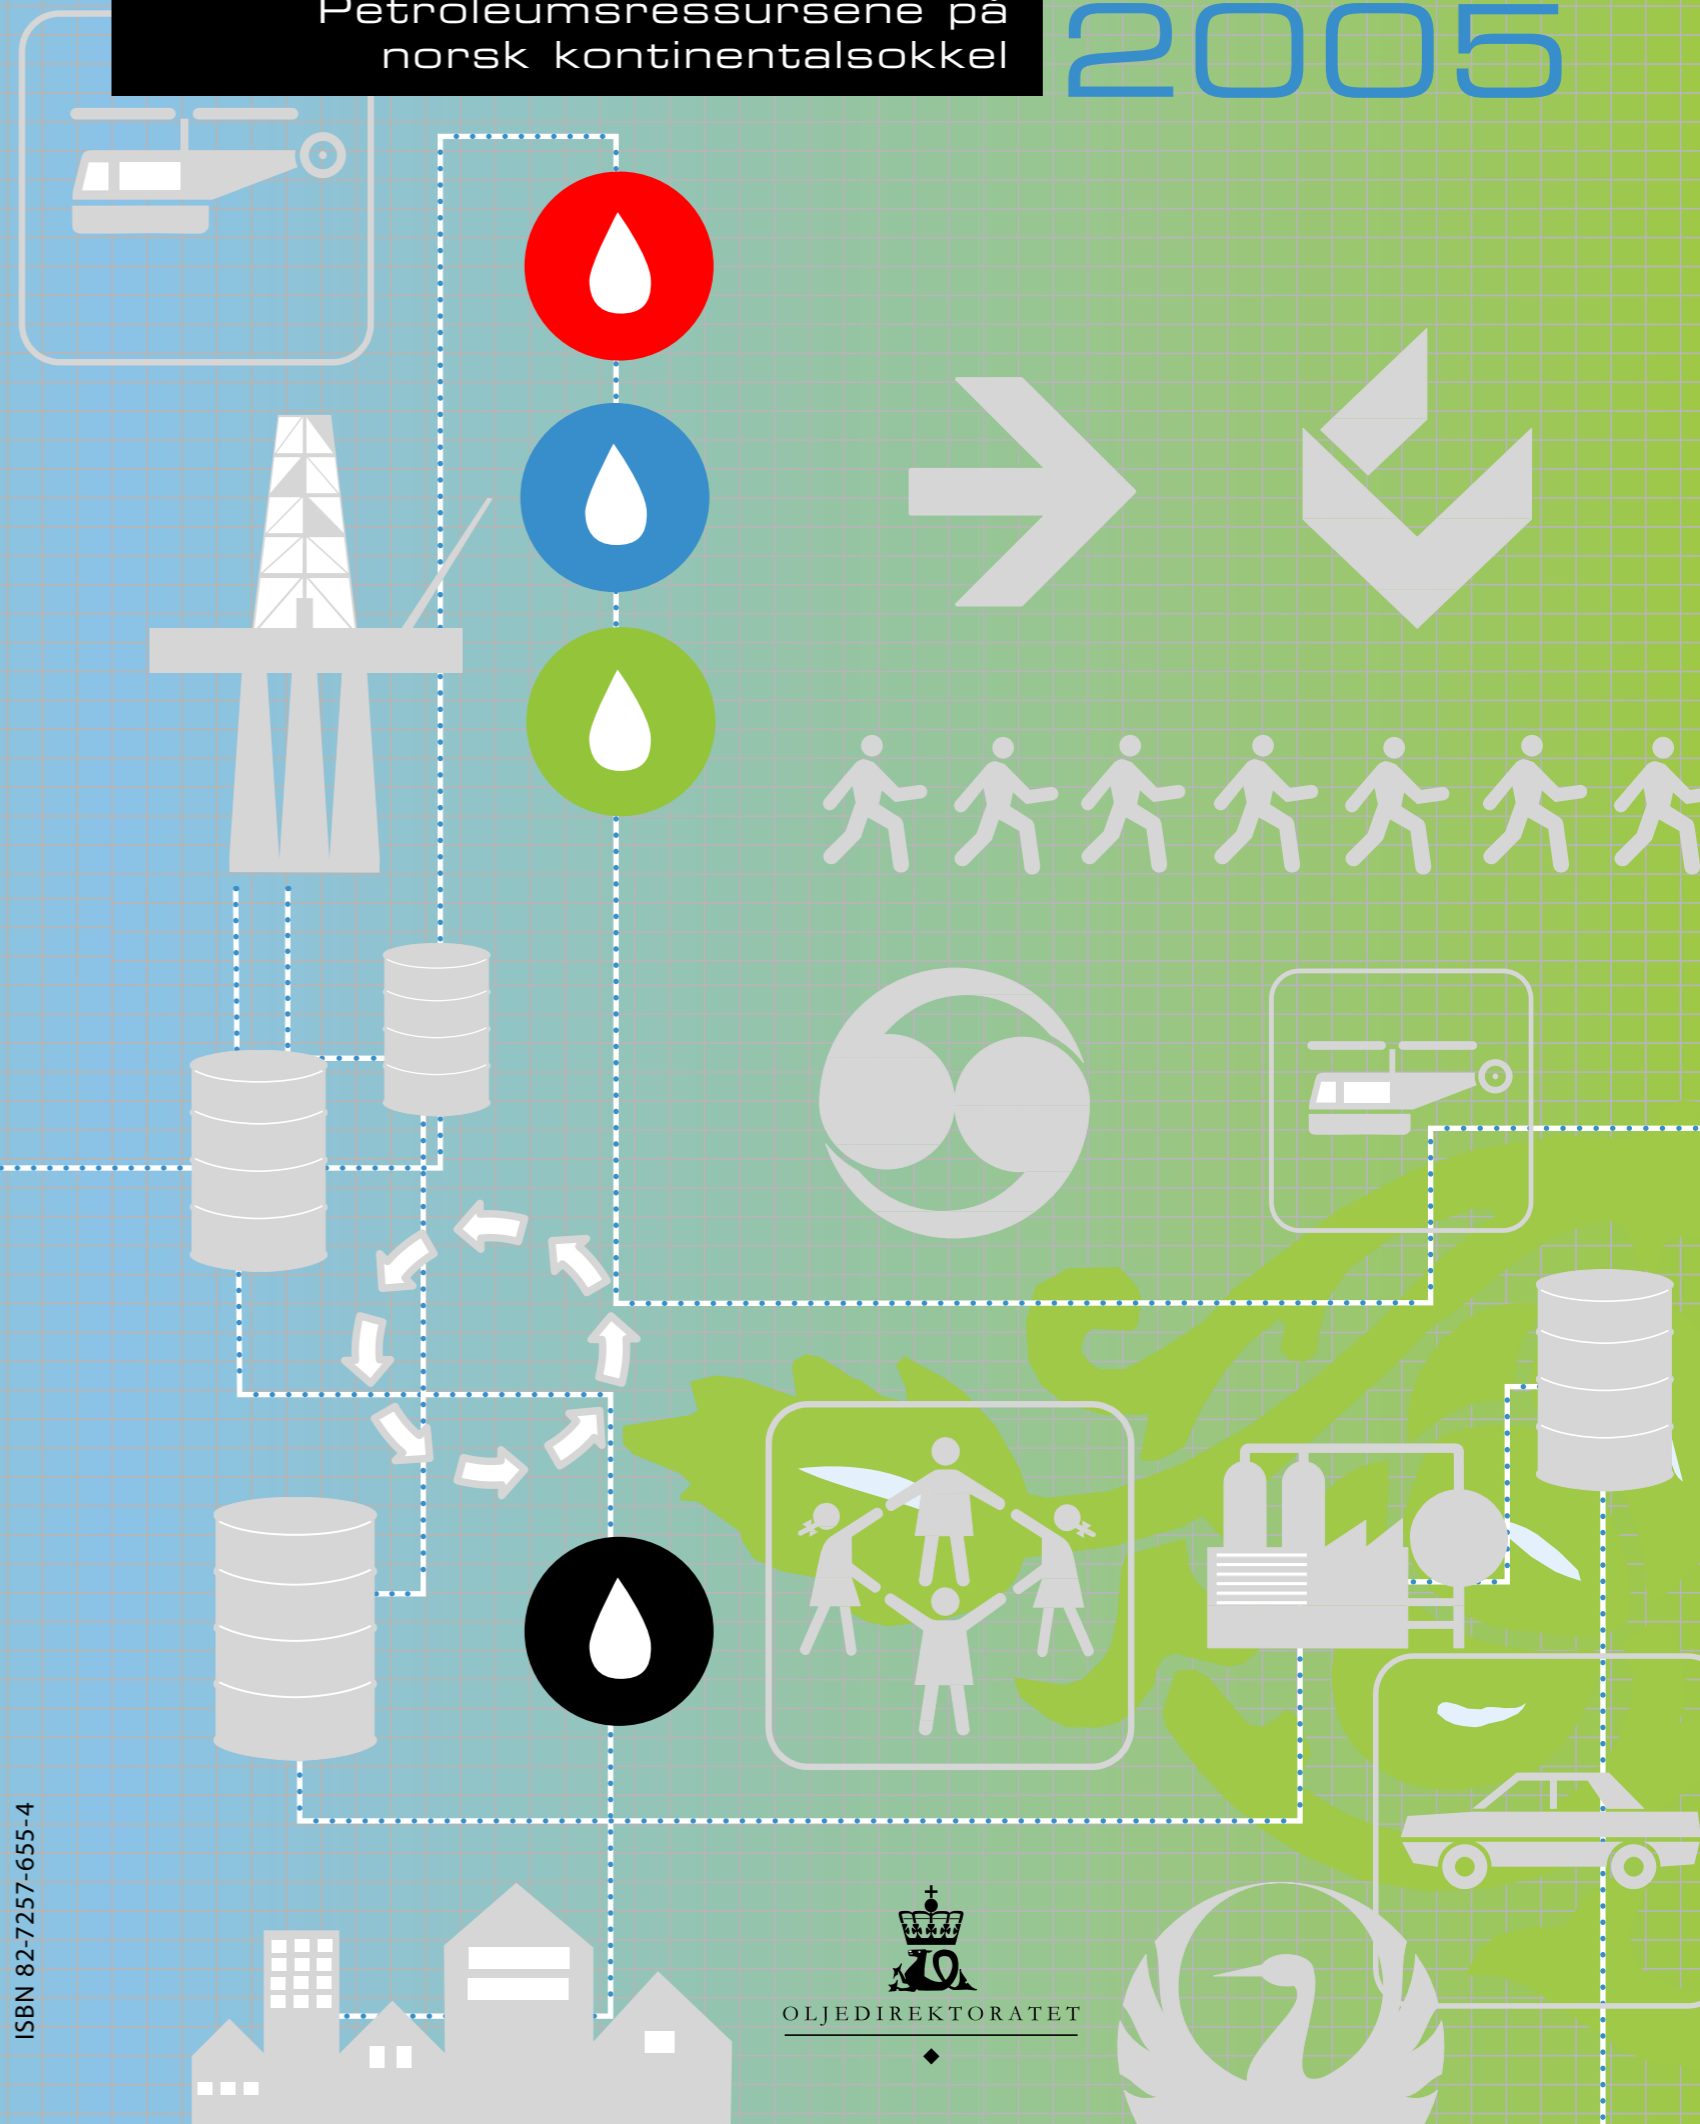 Petroleumsressursene på
norsk kontinentalsokkel
2005
ISBN 82-7257-655-4
OLJEDIREKTORATET